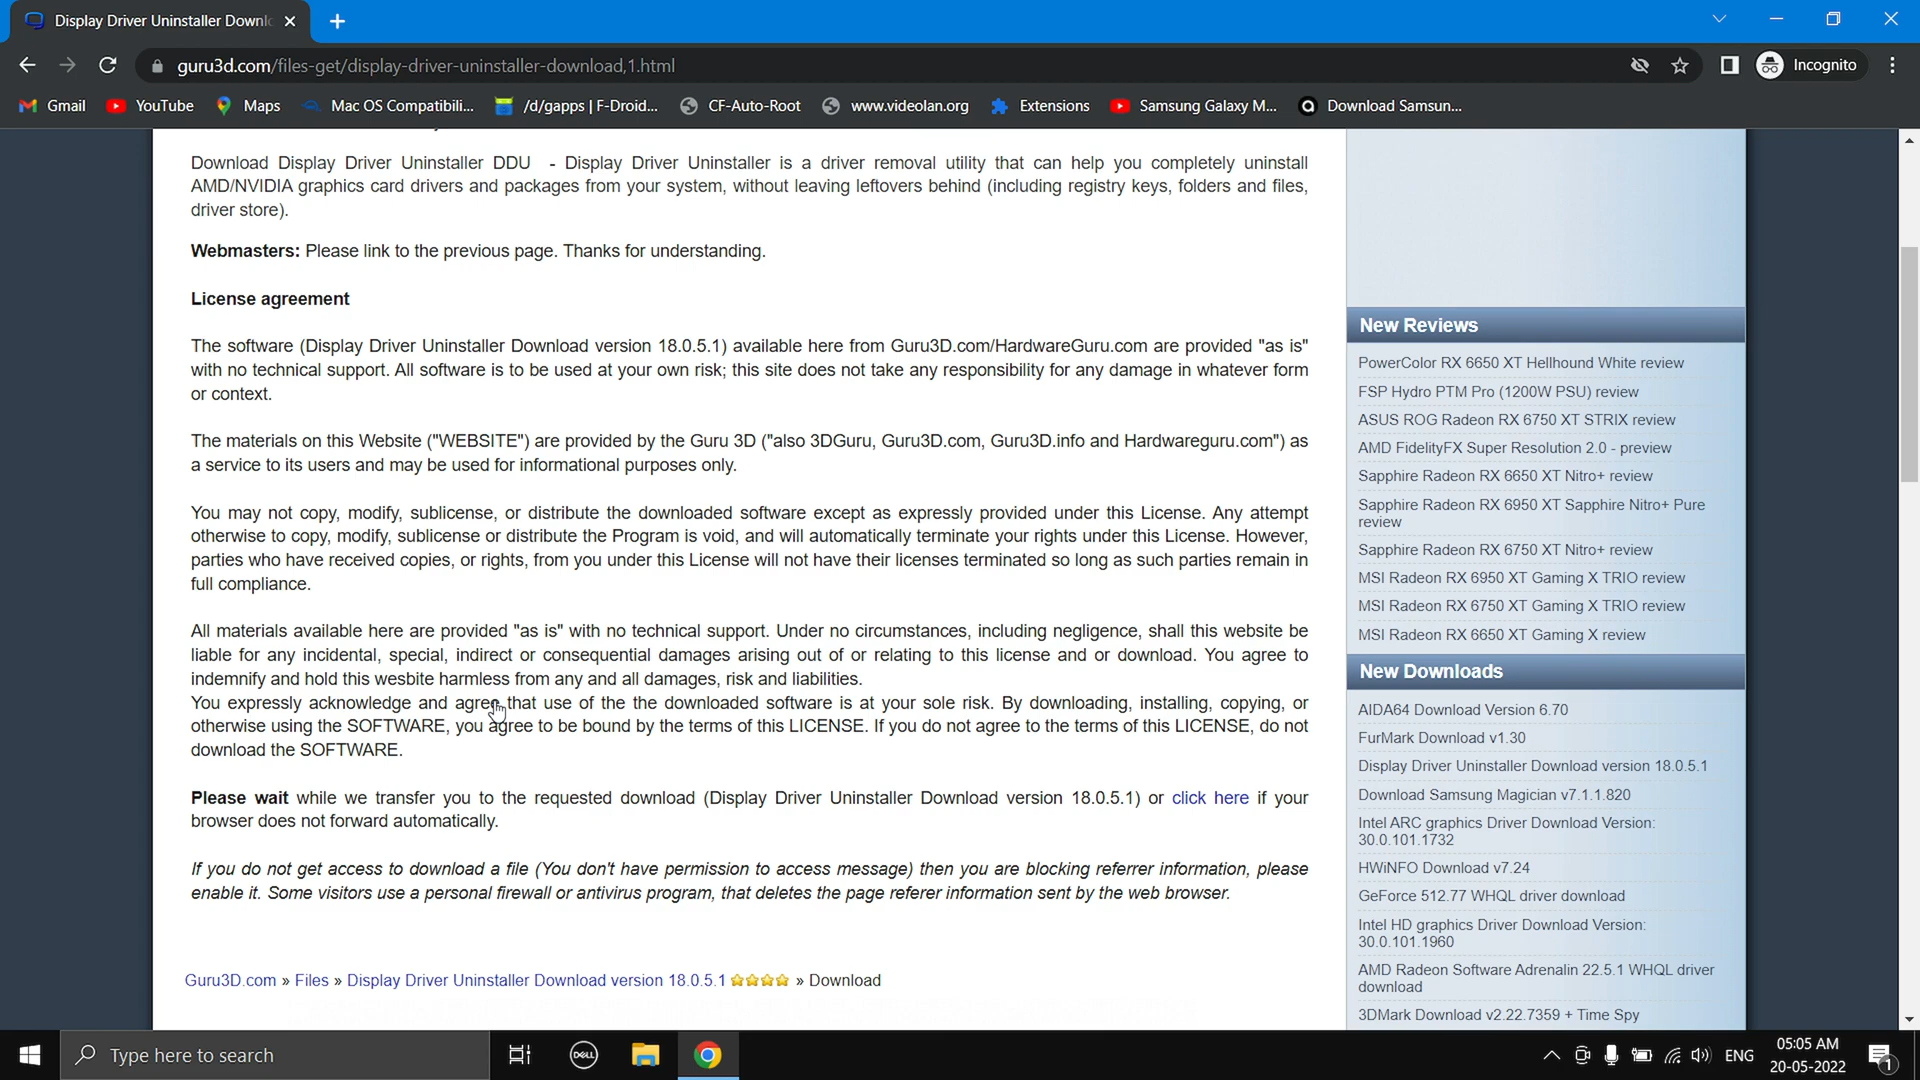 Display Driver Uninstaller Downl
guru3d.com/files-get/display-driver-uninstaller-download,1.html
Incognito
Gmail
YouTube
Maps
Mac OS Compatibili...
/d/gapps | F-Droid...
CF-Auto-Root
www.videolan.org
Extensions
Samsung Galaxy M...
Download Samsun...
Download Display Driver Uninstaller DDU - Display Driver Uninstaller is a driver removal utility that can help you completely uninstall
AMD/NVIDIA graphics card drivers and packages from your system, without leaving leftovers behind (including registry keys, folders and files,
driver store).
Webmasters: Please link to the previous page. Thanks for understanding.
License agreement
The software (Display Driver Uninstaller Download version 18.0.5.1) available here from Guru3D.com/HardwareGuru.com are provided "as is"
with no technical support. All software is to be used at your own risk; this site does not take any responsibility for any damage in whatever form
or context.
The materials on this Website ("WEBSITE") are provided by the Guru 3D ("also 3DGuru, Guru3D.com, Guru3D.info and Hardwareguru.com") as
a service to its users and may be used for informational purposes only.
You may not copy, modify, sublicense, or distribute the downloaded software except as expressly provided under this License. Any attempt
otherwise to copy, modify, sublicense or distribute the Program is void, and will automatically terminate your rights under this License. However,
parties who have received copies, or rights, from you under this License will not have their licenses terminated so long as such parties remain in
full compliance.
All materials available here are provided "as is" with no technical support. Under no circumstances, including negligence, shall this website be
liable for any incidental, special, indirect or consequential damages arising out of or relating to this license and or download. You agree to
indemnify and hold this wesbite harmless from any and all damages, risk and liabilities.
You expressly acknowledge and agree that use of the the downloaded software is at your sole risk. By downloading, installing, copying, or
otherwise using the SOFTWARE, you agree to be bound by the terms of this LICENSE. If you do not agree to the terms of this LICENSE, do not
download the SOFTWARE.
Please wait while we transfer you to the requested download (Display Driver Uninstaller Download version 18.0.5.1) or click here if your
browser does not forward automatically.
If you do not get access to download a file (You don't have permission to access message) then you are blocking referrer information, please
enable it. Some visitors use a personal firewall or antivirus program, that deletes the page referer information sent by the web browser.
Guru3D.com » Files » Display Driver Uninstaller Download version 18.0.5.1 » Download
New Reviews
PowerColor RX 6650 XT Hellhound White review
FSP Hydro PTM Pro (1200W PSU) review
ASUS ROG Radeon RX 6750 XT STRIX review
AMD FidelityFX Super Resolution 2.0 - preview
Sapphire Radeon RX 6650 XT Nitro+ review
Sapphire Radeon RX 6950 XT Sapphire Nitro+ Pure
review
Sapphire Radeon RX 6750 XT Nitro+ review
MSI Radeon RX 6950 XT Gaming X TRIO review
MSI Radeon RX 6750 XT Gaming X TRIO review
MSI Radeon RX 6650 XT Gaming X review
New Downloads
AIDA64 Download Version 6.70
FurMark Download v1.30
Display Driver Uninstaller Download version 18.0.5.1
Download Samsung Magician v7.1.1.820
Intel ARC graphics Driver Download Version:
30.0.101.1732
HWiNFO Download v7.24
GeForce 512.77 WHQL driver download
Intel HD graphics Driver Download Version:
30.0.101.1960
AMD Radeon Software Adrenalin 22.5.1 WHQL driver
download
3DMark Download v2.22.7359 + Time Spy
Type here to search
DELL
ENG
05:05 AM
20-05-2022
1